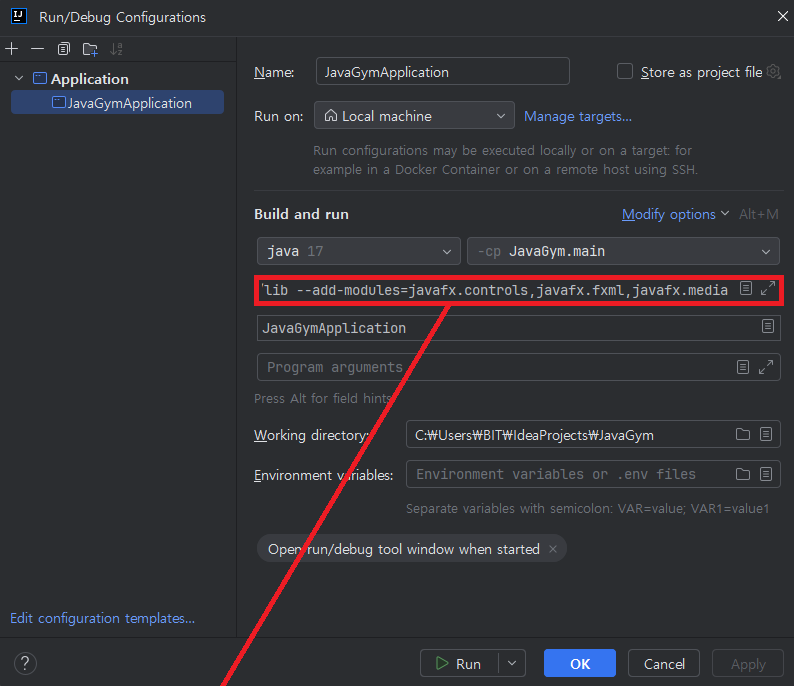 IJ Run/Debug Configurations
Application
JavaGymApplication
Name: JavaGymApplication Store as project file
Run on: Local machine Manage targets...
Run configurations may be executed locally or on a target: for
example in a Docker Container or on a remote host using SSH.
Build and run Modify options Alt+M
java 17 -cp JavaGym.main
lib --add-modules=javafx.controls,javafx.fxml,javafx.media
JavaGymApplication
Program arguments
Press Alt for field hints
Working directory: C:₩Users₩BIT₩IdeaProjects₩JavaGym
Environment variables: Environment variables or .env files
Separate variables with semicolon: VAR=value; VAR1=value1
Open run/debug tool window when started ×
Edit configuration templates...
? Run OK Cancel Apply